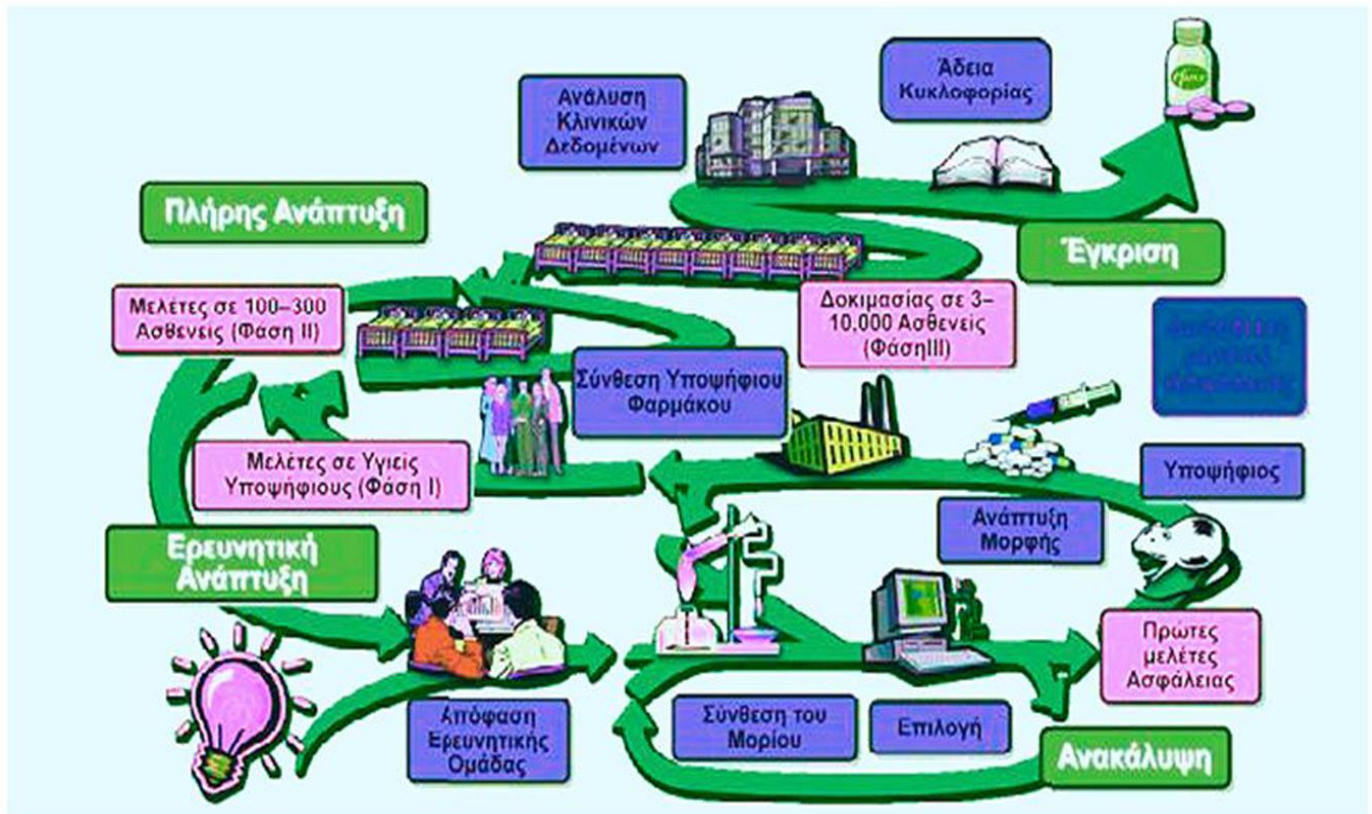 Άδεια
Κυκλοφορίας
Ανάλυση
Κλινικών
Δεδομένων
Πλήρης Ανάπτυξη
Έγκριση
Μελέτες σε 100–300
Ασθενείς (Φάση ΙΙ)
Δοκιμασίας σε 3–
10,000 Ασθενείς
(ΦάσηΙΙΙ)
Σύνθεση Υποψήφιου
Φαρμάκου
Μελέτες σε Υγιείς
Υποψήφιους (Φάση Ι)
Υποψήφιος
Ανάπτυξη
Μορφής
Ερευνητική
Ανάπτυξη
Πρώτες
μελέτες
Ασφάλειας
Απόφαση
Ερευνητικής
Ομάδας
Σύνθεση του
Μορίου
Επιλογή
Ανακάλυψη